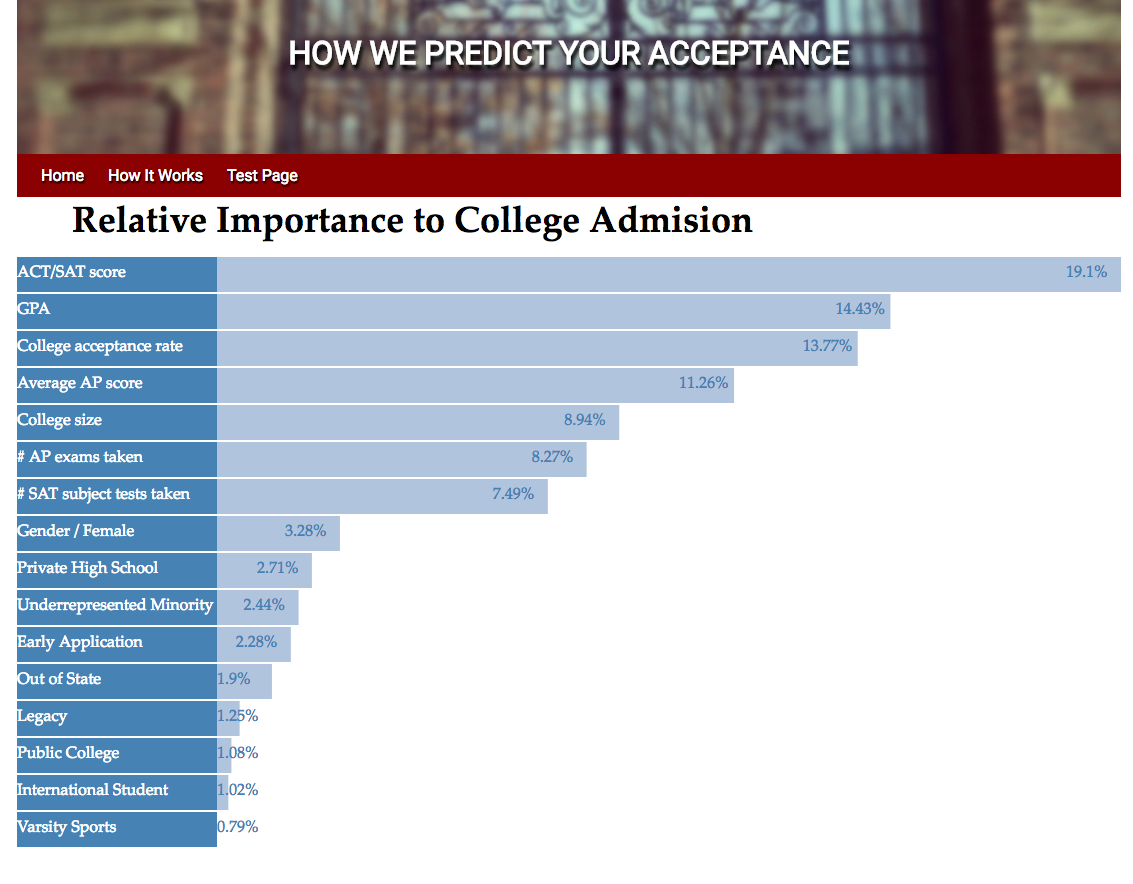 HOW WE PREDICT YOUR ACCEPTANCE
Home How It Works Test Page
Relative Importance to College Admision
ACT/SAT score 19.1%
GPA 14.43%
College acceptance rate 13.77%
Average AP score 11.26%
College size 8.94%
# AP exams taken 8.27%
# SAT subject tests taken 7.49%
Gender / Female 3.28%
Private High School 2.71%
Underrepresented Minority 2.44%
Early Application 2.28%
Out of State 1.9%
Legacy 1.25%
Public College 1.08%
International Student 1.02%
Varsity Sports 0.79%